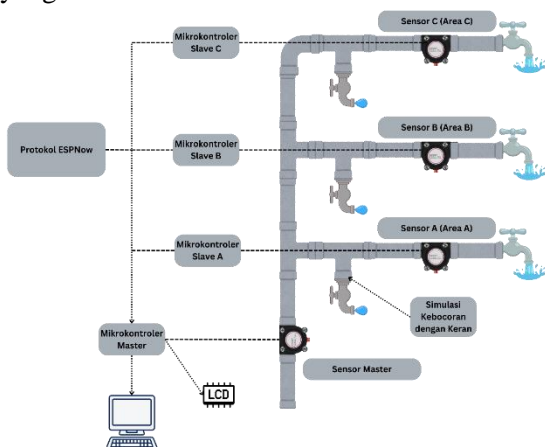 Sensor C (Area C)
Mikrokontroler
Slave C
Sensor B (Area B)
Protokol ESPNow
Mikrokontroler
Slave B
Sensor A (Area A)
Mikrokontroler
Slave A
Simulasi
Kebocoran
dengan Keran
Mikrokontroler
Master
Sensor Master
LCD